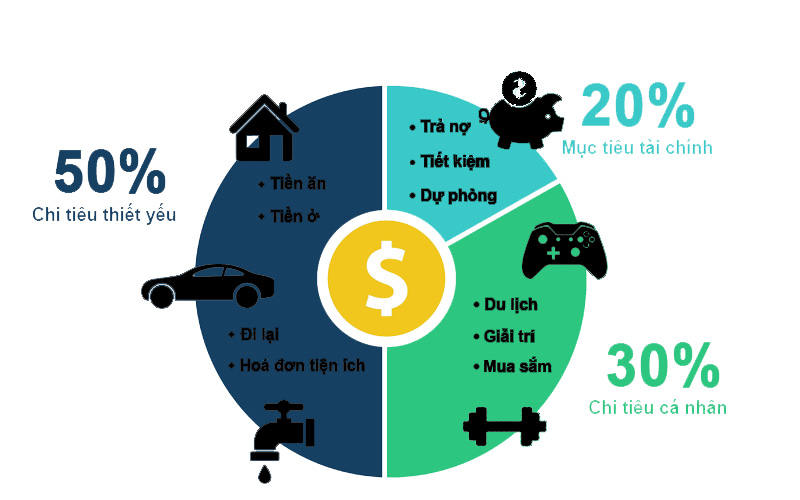 50%
Chi tiêu thiết yếu
• Tiền ăn
• Tiền ở
• Đi lại
• Hoá đơn tiện ích
$
20%
Mục tiêu tài chính
• Trả nợ
• Tiết kiệm
• Dự phòng
30%
Chi tiêu cá nhân
• Du lịch
• Giải trí
• Mua sắm